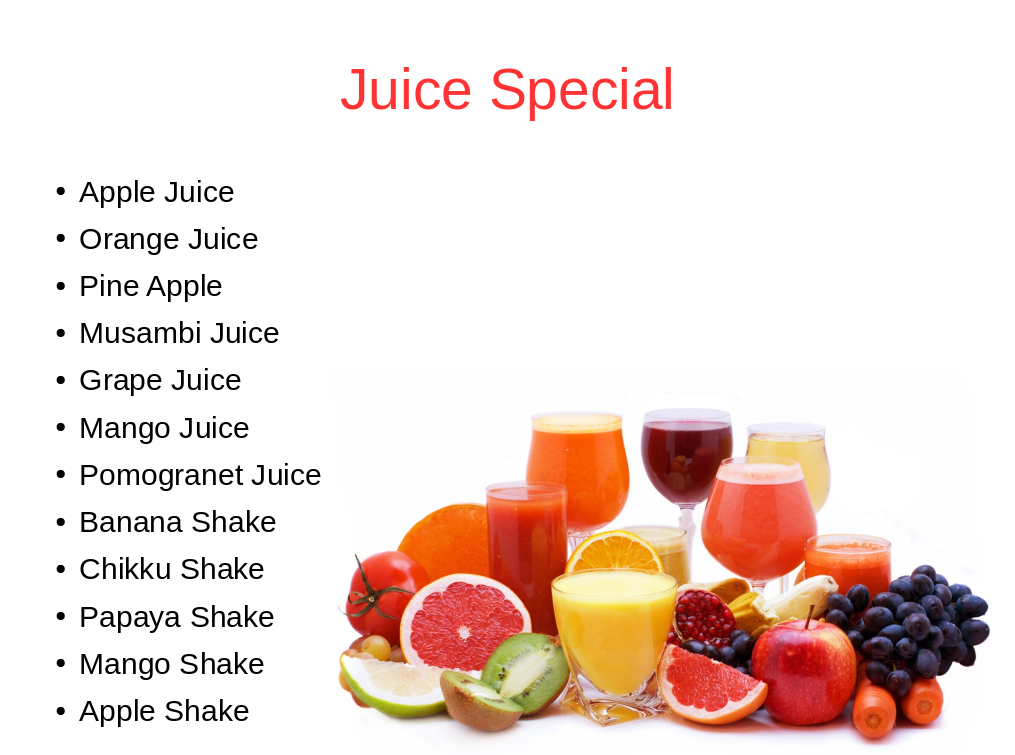 Juice Special
• Apple Juice
• Orange Juice
• Pine Apple
• Musambi Juice
• Grape Juice
• Mango Juice
• Pomogranet Juice
• Banana Shake
• Chikku Shake
• Papaya Shake
• Mango Shake
• Apple Shake